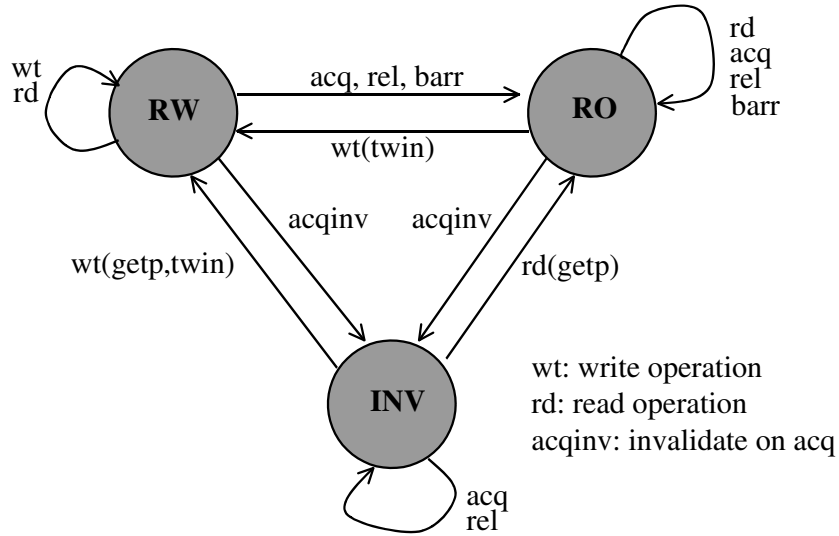 wt
rd
RW
acq, rel, barr
wt(twin)
RO
rd
acq
rel
barr
acqinv
acqinv
wt(getp,twin)
rd(getp)
INV
acq
rel
wt: write operation
rd: read operation
acqinv: invalidate on acq